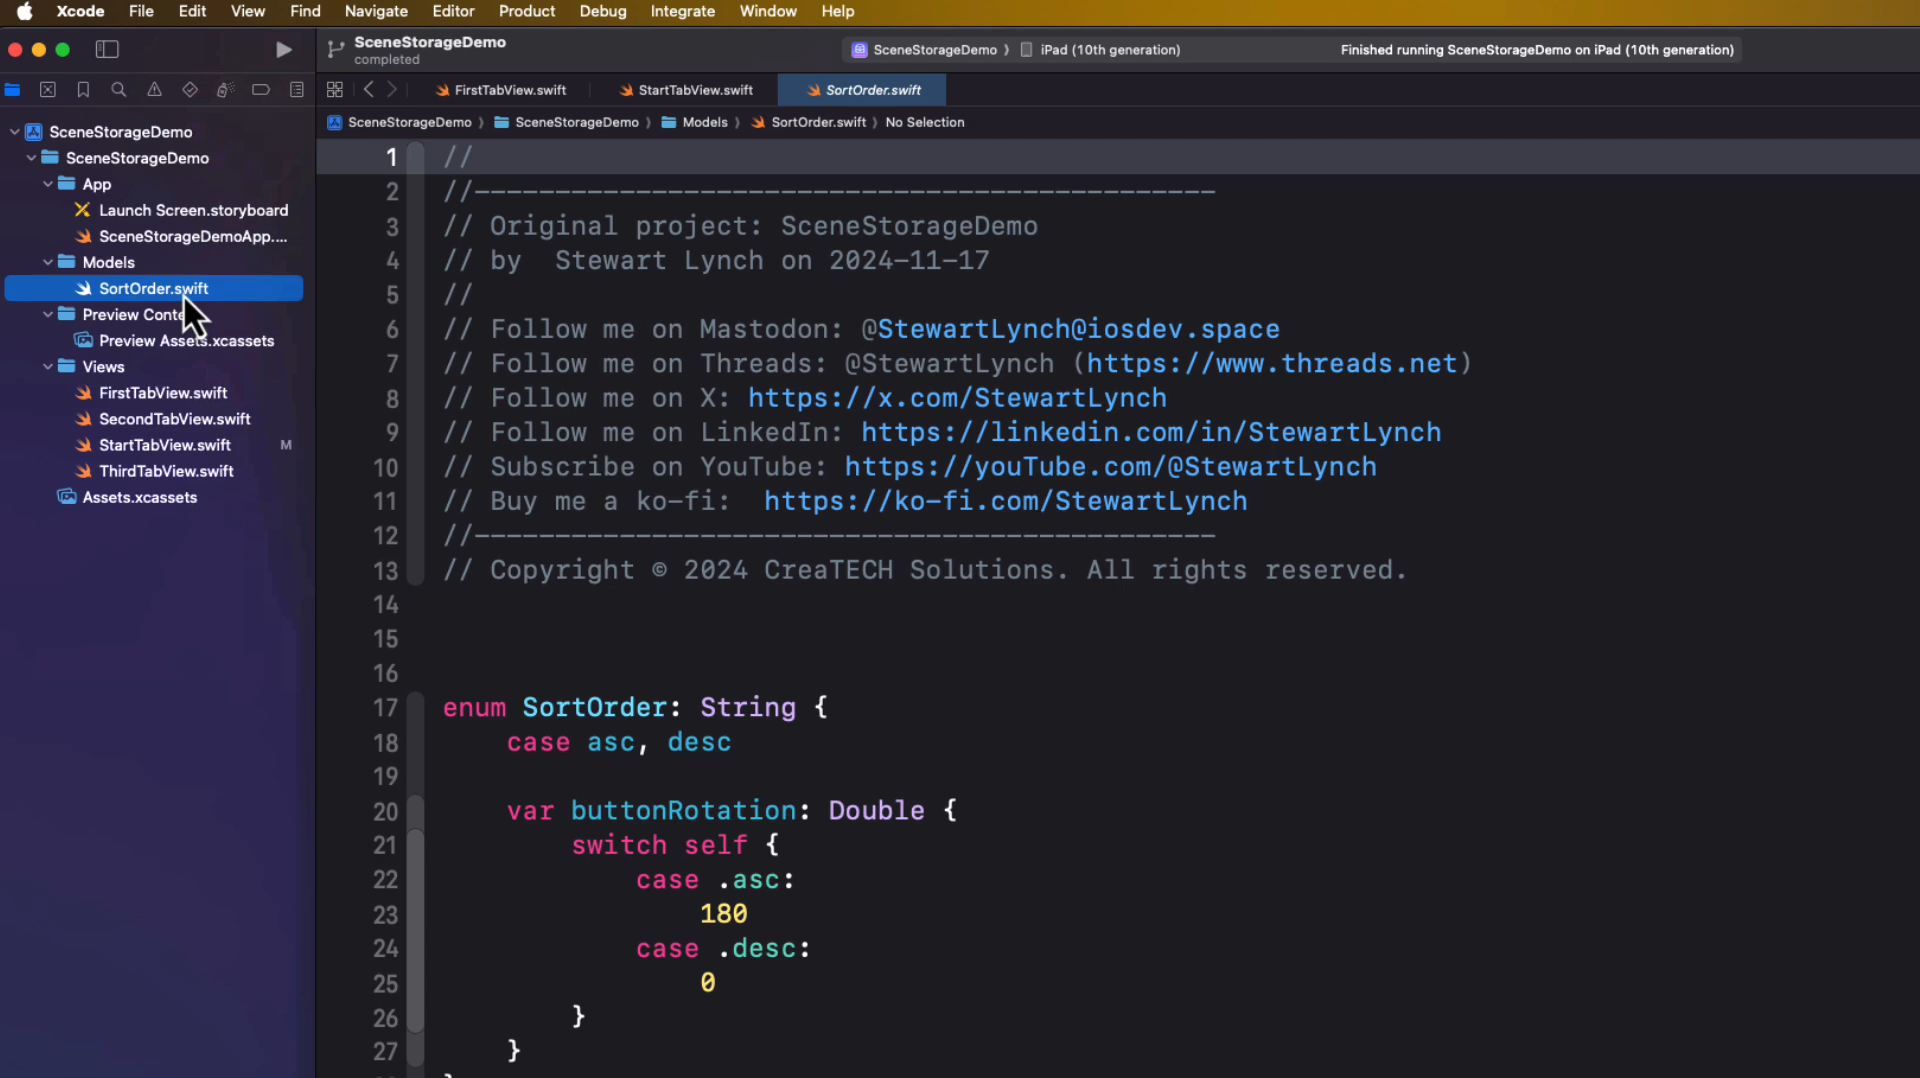 Xcode File Edit View Find Navigate Editor Product Debug Integrate Window Help
SceneStorageDemo
completed
SceneStorageDemo 〉 iPad (10th generation)
Finished running SceneStorageDemo on iPad (10th generation)
FirstTabView.swift StartTabView.swift SortOrder.swift
SceneStorageDemo 〉 SceneStorageDemo 〉 Models 〉 SortOrder.swift 〉 No Selection
SceneStorageDemo
SceneStorageDemo
App
Launch Screen.storyboard
SceneStorageDemoApp....
Models
SortOrder.swift
Preview Conte
Preview Assets.xcassets
Views
FirstTabView.swift
SecondTabView.swift
StartTabView.swift M
ThirdTabView.swift
Assets.xcassets
1 //
2 //----------------------------------------------
3 // Original project: SceneStorageDemo
4 // by  Stewart Lynch on 2024-11-17
5 //
6 // Follow me on Mastodon: @StewartLynch@iosdev.space
7 // Follow me on Threads: @StewartLynch (https://www.threads.net)
8 // Follow me on X: https://x.com/StewartLynch
9 // Follow me on LinkedIn: https://linkedin.com/in/StewartLynch
10 // Subscribe on YouTube: https://youTube.com/@StewartLynch
11 // Buy me a ko-fi:  https://ko-fi.com/StewartLynch
12 //----------------------------------------------
13 // Copyright © 2024 CreaTECH Solutions. All rights reserved.
14
15
16
17 enum SortOrder: String {
18     case asc, desc
19
20     var buttonRotation: Double {
21         switch self {
22             case .asc:
23                 180
24             case .desc:
25                 0
26         }
27     }